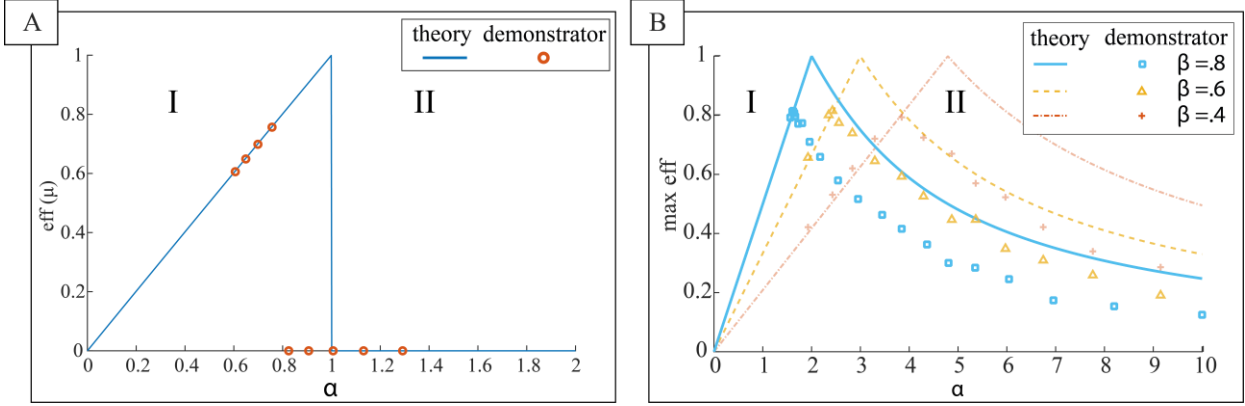 A
theory demonstrator
I
II
eff (μ)
1
0.8
0.6
0.4
0.2
0
0 0.2 0.4 0.6 0.8 1 1.2 1.4 1.6 1.8 2
α
B
theory demonstrator
β =.8
β =.6
β =.4
I
II
max eff
1
0.8
0.6
0.4
0.2
0
0 1 2 3 4 5 6 7 8 9 10
α